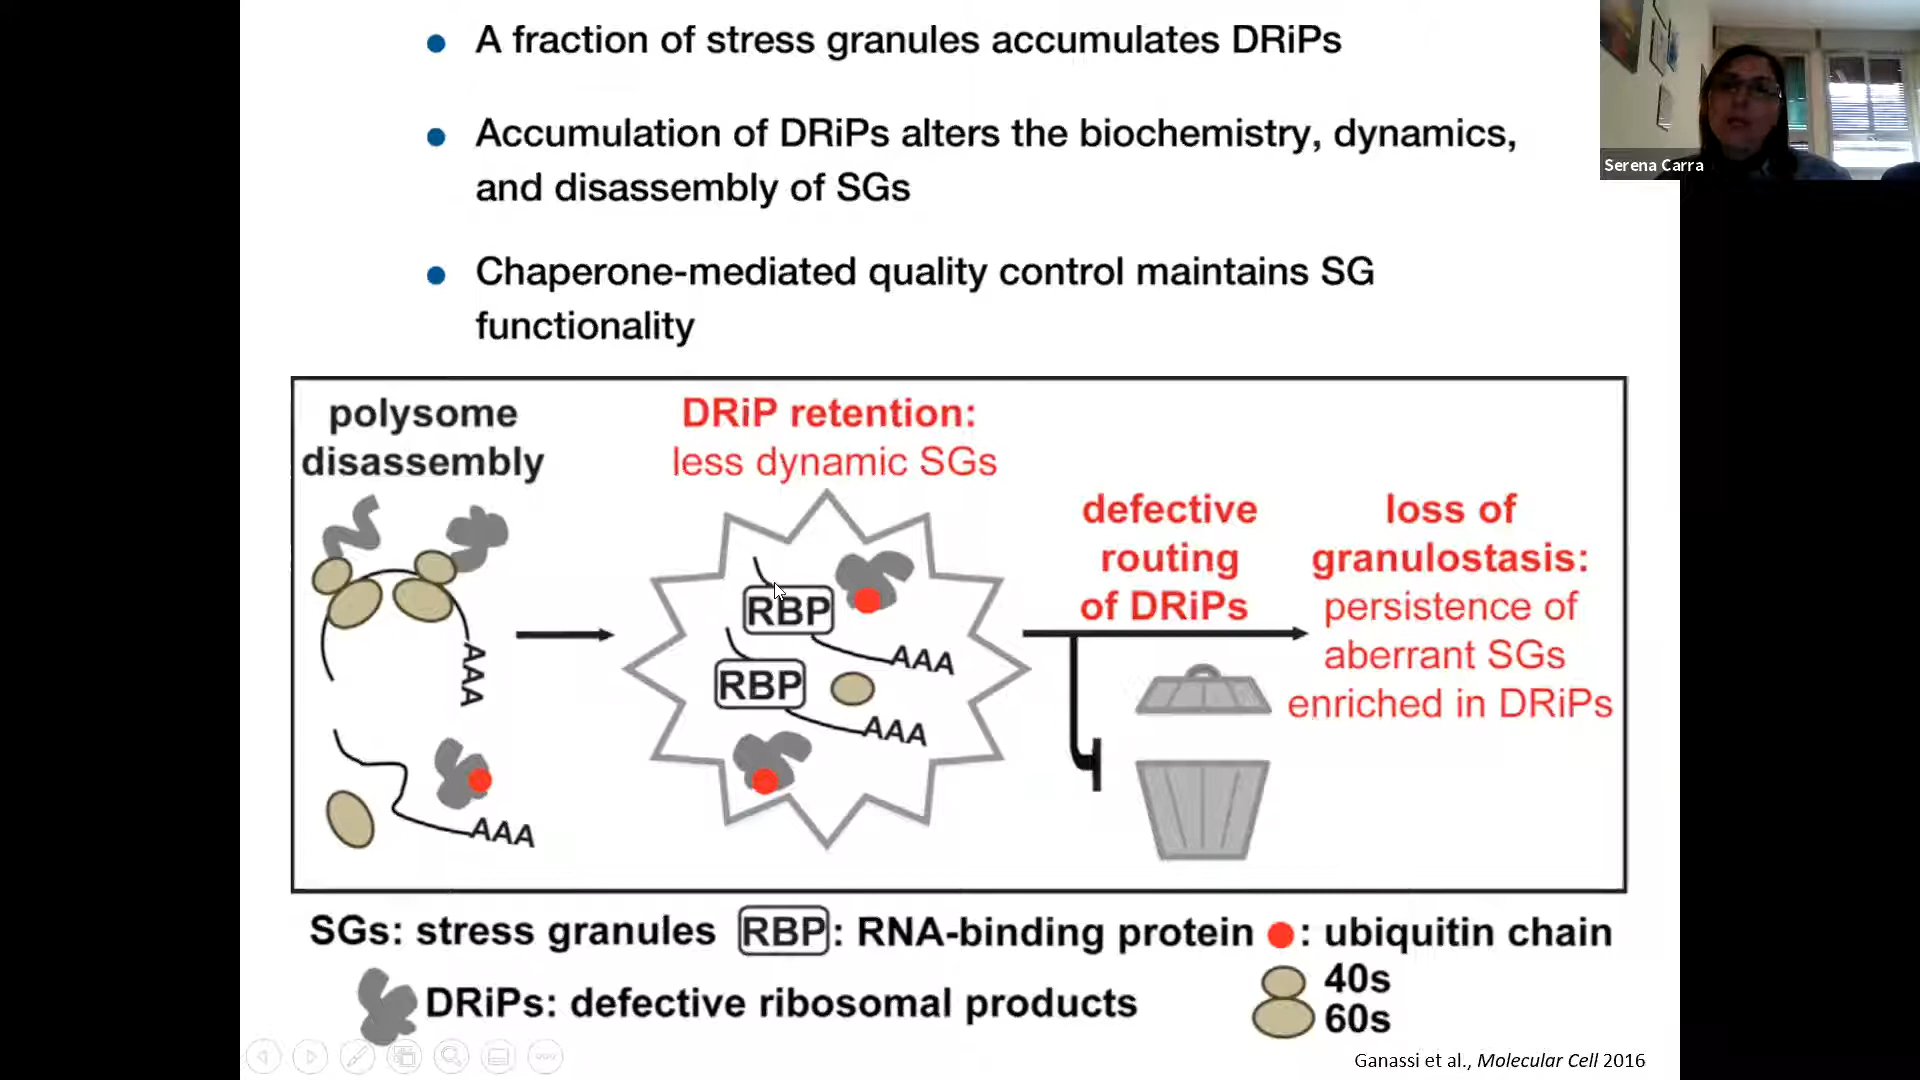 A fraction of stress granules accumulates DRiPs
Accumulation of DRiPs alters the biochemistry, dynamics,
and disassembly of SGs
Chaperone-mediated quality control maintains SG
functionality
Serena Carra
polysome
disassembly
AAA
AAA
DRiP retention:
less dynamic SGs
RBP
AAA
RBP
AAA
defective
routing
of DRiPs
loss of
granulostasis:
persistence of
aberrant SGs
enriched in DRiPs
SGs: stress granules RBP: RNA-binding protein : ubiquitin chain
DRiPs: defective ribosomal products
40s
60s
Ganassi et al., Molecular Cell 2016